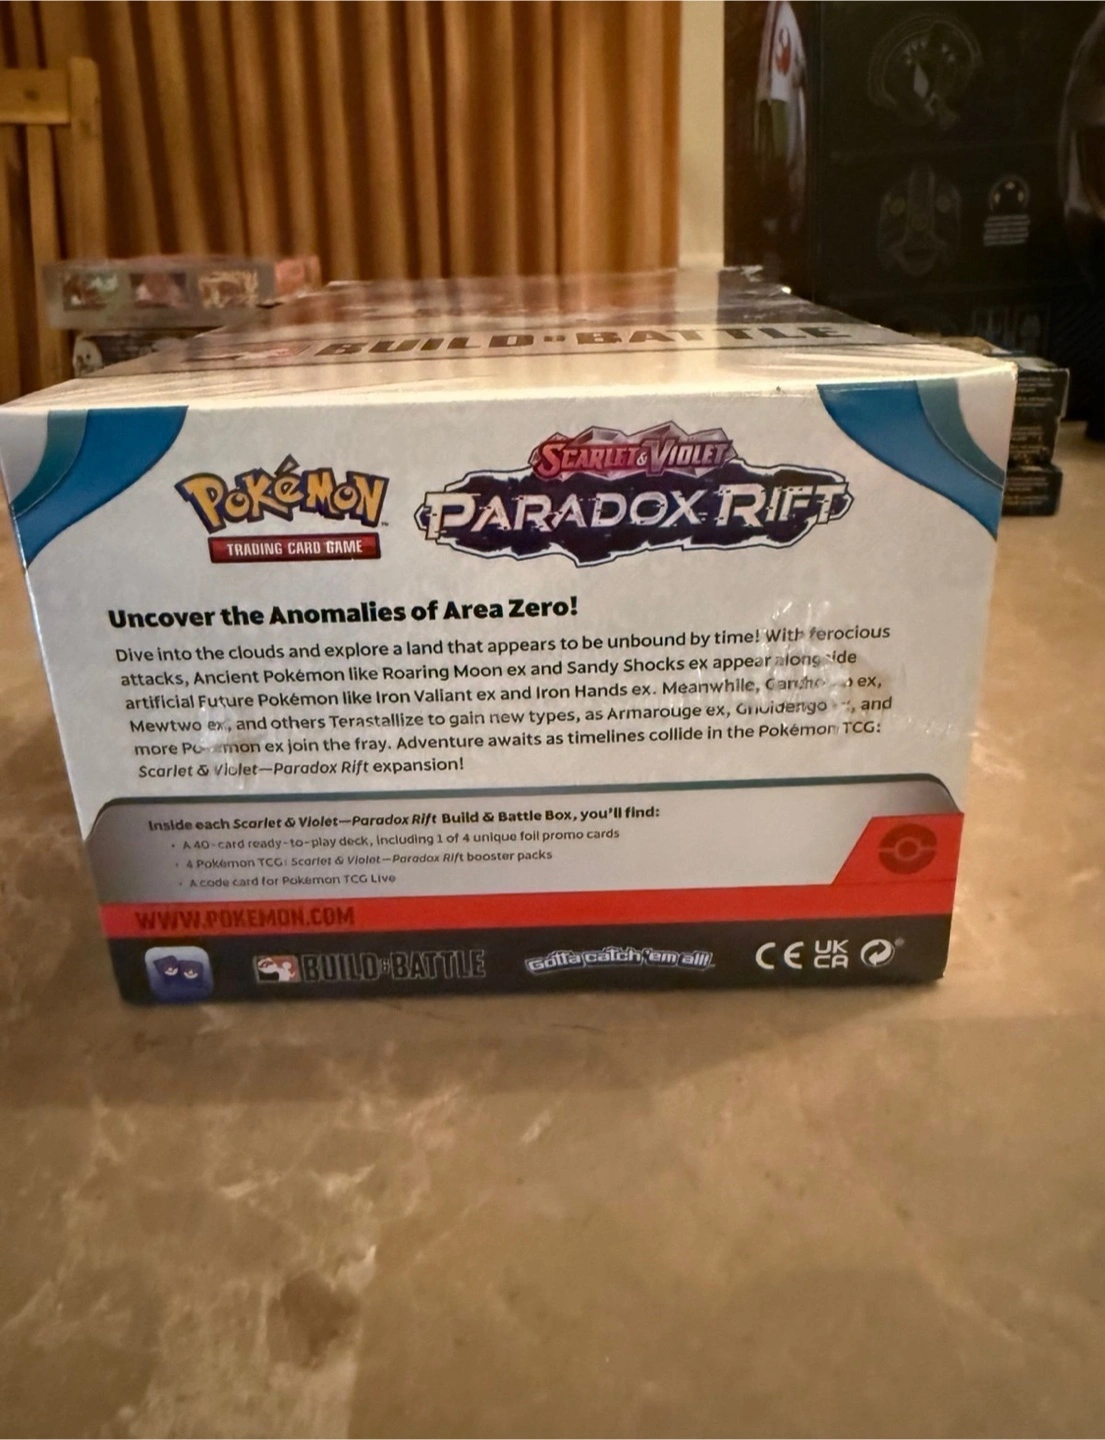 BUILD & BATTLE
Pokémon
TRADING CARD GAME
SCARLET & VIOLET
PARADOX RIFT
Uncover the Anomalies of Area Zero!
Dive into the clouds and explore a land that appears to be unbound by time! With ferocious
attacks, Ancient Pokémon like Roaring Moon ex and Sandy Shocks ex appear alongside
artificial Future Pokémon like Iron Valiant ex and Iron Hands ex. Meanwhile, ex,
Mewtwo ex, and others Terastallize to gain new types, as Armarouge ex, Gholdengo ex, and
more Pokémon ex join the fray. Adventure awaits as timelines collide in the Pokémon TCG:
Scarlet & Violet—Paradox Rift expansion!
Inside each Scarlet & Violet—Paradox Rift Build & Battle Box, you'll find:
• A 40-card ready-to-play deck, including 1 of 4 unique foil promo cards
• 4 Pokémon TCG: Scarlet & Violet—Paradox Rift booster packs
• A code card for Pokémon TCG Live
WWW.POKEMON.COM
BUILD & BATTLE
Gotta catch 'em all!
CE
UK
CA